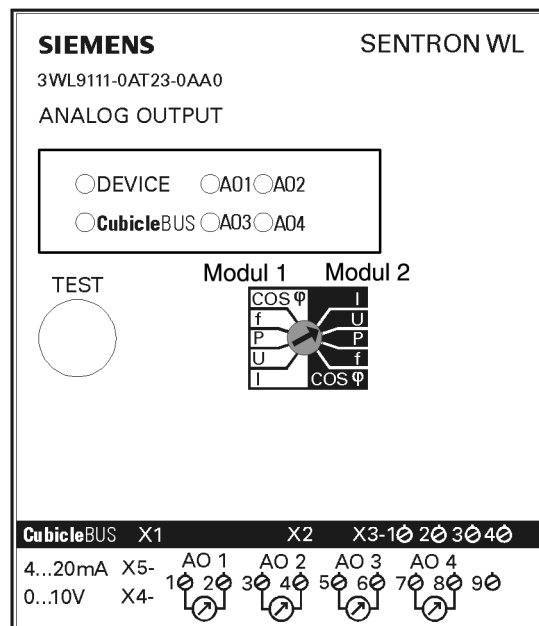 SIEMENS SENTRON WL
3WL9111-0AT23-0AA0
ANALOG OUTPUT
DEVICE A01 A02
CubicleBUS A03 A04
TEST
Modul 1 Modul 2
COS φ I
f U
P P
U f
I COS φ
CubicleBUS X1 X2 X3-1 2 3 4
4...20mA X5- AO 1 AO 2 AO 3 AO 4
1 2 3 4 5 6 7 8 9
0...10V X4-